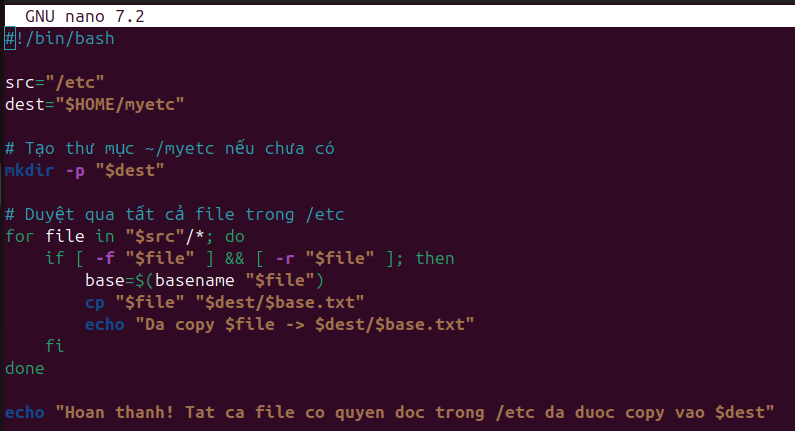 GNU nano 7.2
#!/bin/bash
src="/etc"
dest="$HOME/myetc"
# Tạo thư mục ~/myetc nếu chưa có
mkdir -p "$dest"
# Duyệt qua tất cả file trong /etc
for file in "$src"/*; do
if [ -f "$file" ] && [ -r "$file" ]; then
base=$(basename "$file")
cp "$file" "$dest/$base.txt"
echo "Da copy $file -> $dest/$base.txt"
fi
done
echo "Hoan thanh! Tat ca file co quyen doc trong /etc da duoc copy vao $dest"